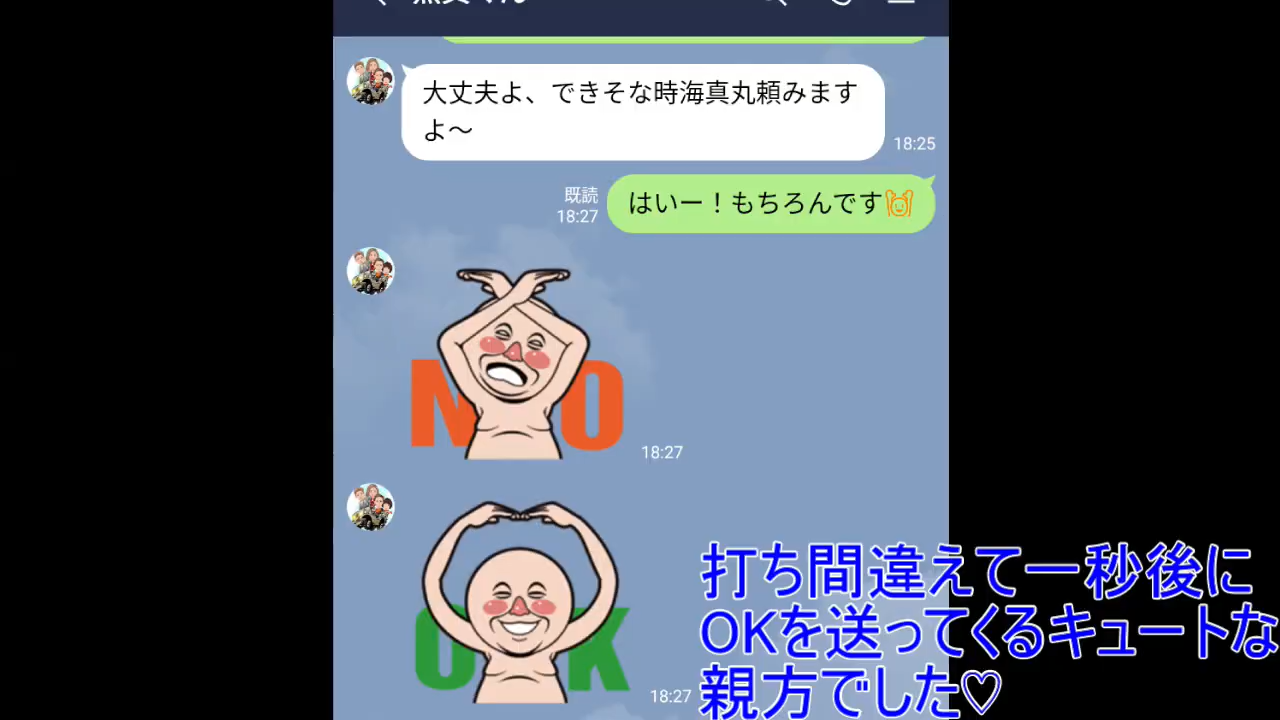 大丈夫よ、できそな時海真丸頼みます
よ〜
18:25
既読
18:27
はいー！もちろんです
NO
18:27
OK
18:27
打ち間違えて一秒後に
OKを送ってくるキュートな
親方でした♡